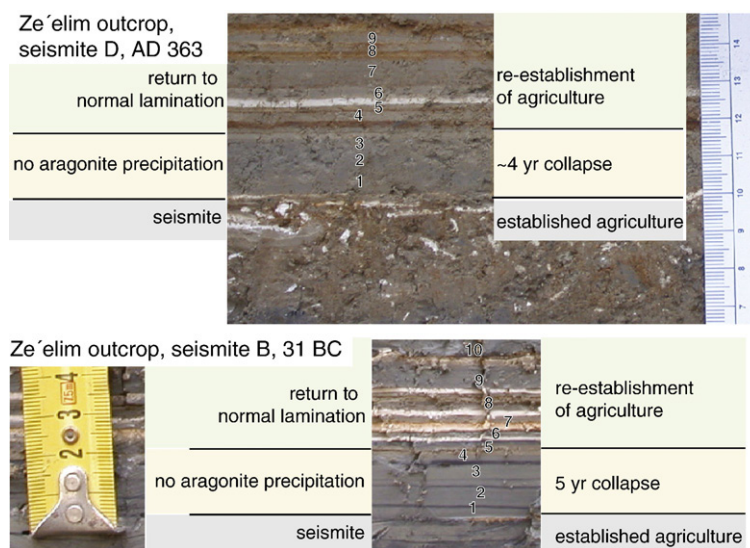 Ze´elim outcrop,
seismite D, AD 363
return to
normal lamination
no aragonite precipitation
seismite
9
8
7
6
5
4
3
2
1
re-establishment
of agriculture
~4 yr collapse
established agriculture
14
13
12
11
10
9
8
7
Ze´elim outcrop, seismite B, 31 BC
4
3
2
return to
normal lamination
no aragonite precipitation
seismite
10
9
8
7
6
5
4
3
2
1
re-establishment
of agriculture
5 yr collapse
established agriculture